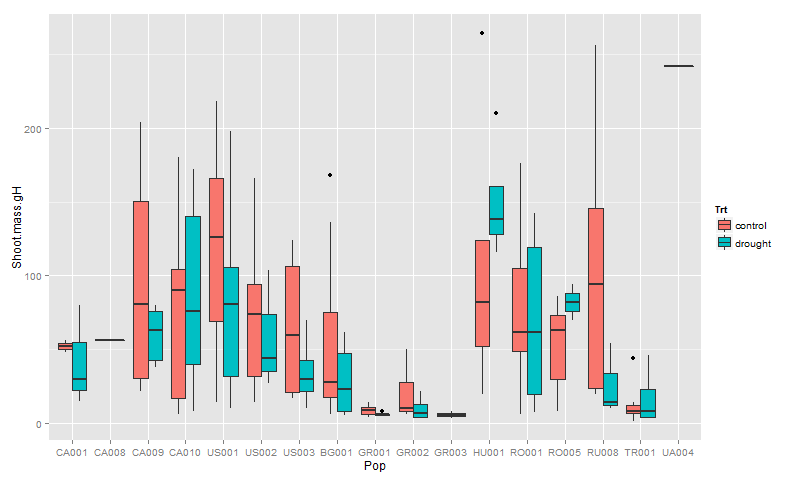 200
100
0
Shoot.mass.gH
CA001 CA008 CA009 CA010 US001 US002 US003 BG001 GR001 GR002 GR003 HU001 RO001 RO005 RU008 TR001 UA004
Pop
Trt
control
drought